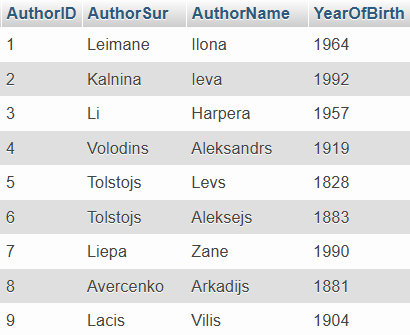 AuthorID AuthorSur AuthorName YearOfBirth
1 Leimane Ilona 1964
2 Kalnina Ieva 1992
3 Li Harpera 1957
4 Volodins Aleksandrs 1919
5 Tolstojs Levs 1828
6 Tolstojs Aleksejs 1883
7 Liepa Zane 1990
8 Avercenko Arkadijs 1881
9 Lacis Vilis 1904